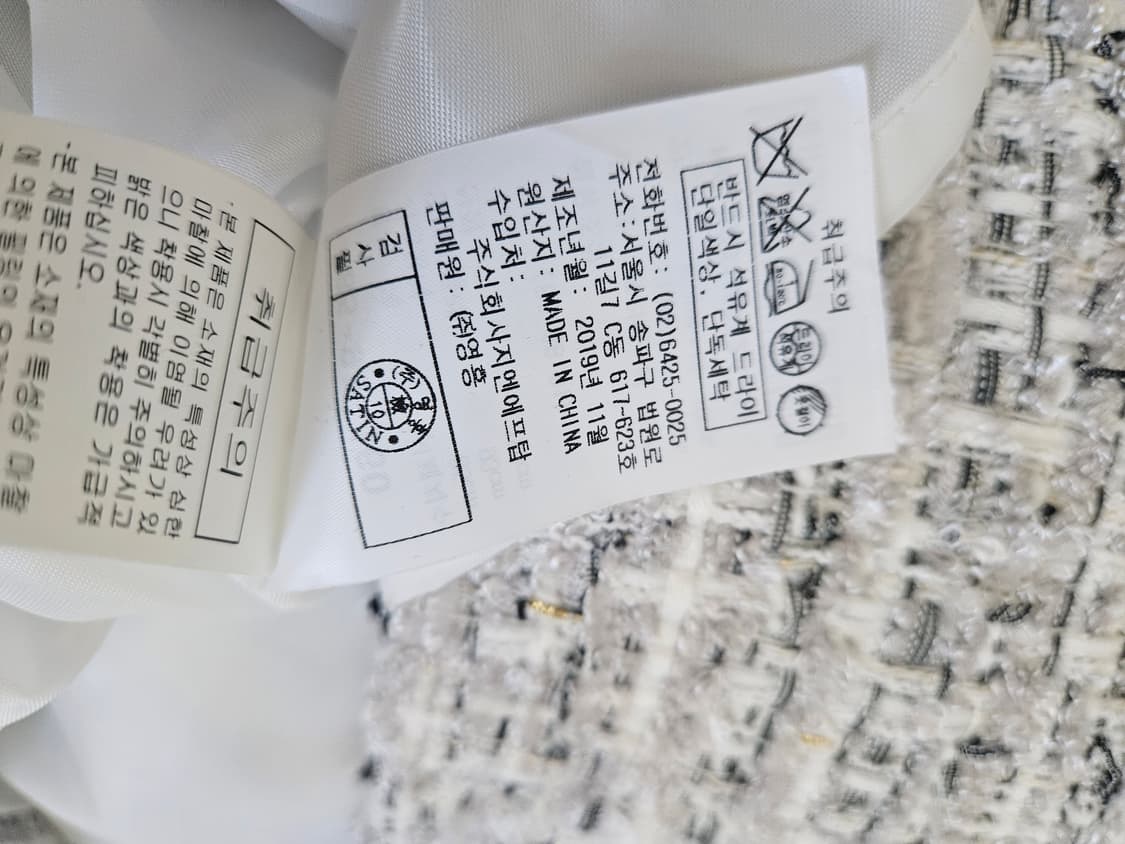 취급주의
반드시 석유계 드라이
단일색상, 단독세탁
전화번호: (02)6425-0025
주소:서울시 송파구 법원로
11길7 C동 617-623호
제조년월: 2019년 11월
원산지: MADE IN CHINA
수입처:
주식회사지엔에프탑
판매원: ㈜영흥
검사필
SATIN
10
취급주의
·본 제품은 소재의 특성상 심한
마찰에 의해 이염될 우려가 있
으니 착용시 각별히 주의하시고
밝은 색상과의 착용은 가급적
피하십시오.
·본 제품은 소재의 특성상 마찰
에 의한